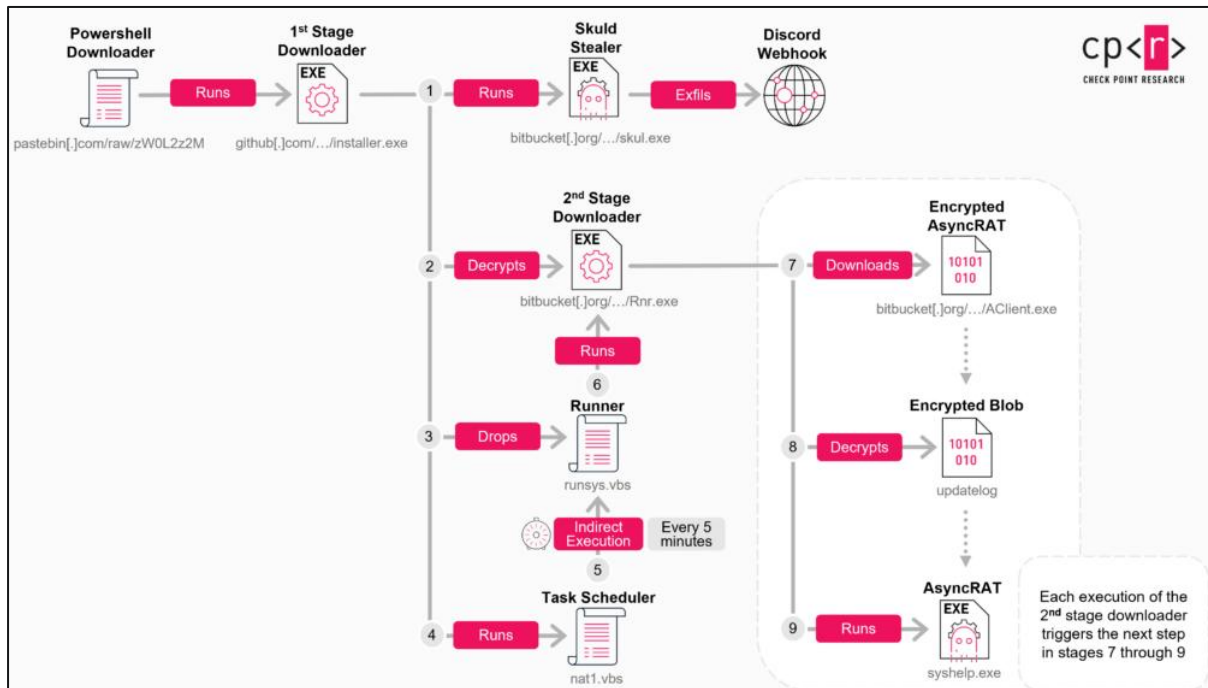 Powershell
Downloader
Runs
pastebin[.]com/raw/zW0L2z2M
1st Stage
Downloader
EXE
github[.]com/.../installer.exe
1
Runs
Skuld
Stealer
EXE
bitbucket[.]org/.../skul.exe
Exfils
Discord
Webhook
cp<r>
CHECK POINT RESEARCH
2
Decrypts
2nd Stage
Downloader
EXE
bitbucket[.]org/.../Rnr.exe
Runs
6
3
Drops
Runner
runsys.vbs
Indirect
Execution
Every 5
minutes
5
4
Runs
Task Scheduler
nat1.vbs
7
Downloads
Encrypted
AsyncRAT
10101
010
bitbucket[.]org/.../AClient.exe
8
Decrypts
Encrypted Blob
10101
010
updatelog
9
Runs
AsyncRAT
EXE
syshelp.exe
Each execution of the
2nd stage downloader
triggers the next step
in stages 7 through 9